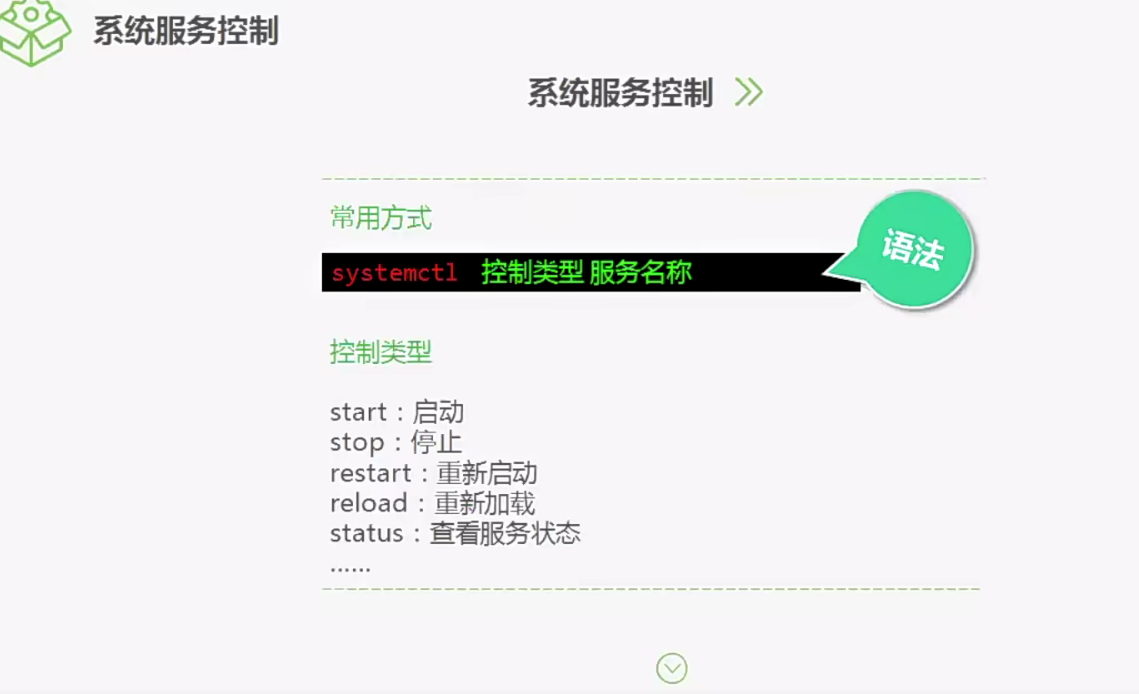 系统服务控制
系统服务控制
常用方式
语法
systemctl 控制类型 服务名称
控制类型
start：启动
stop：停止
restart：重新启动
reload：重新加载
status：查看服务状态
......